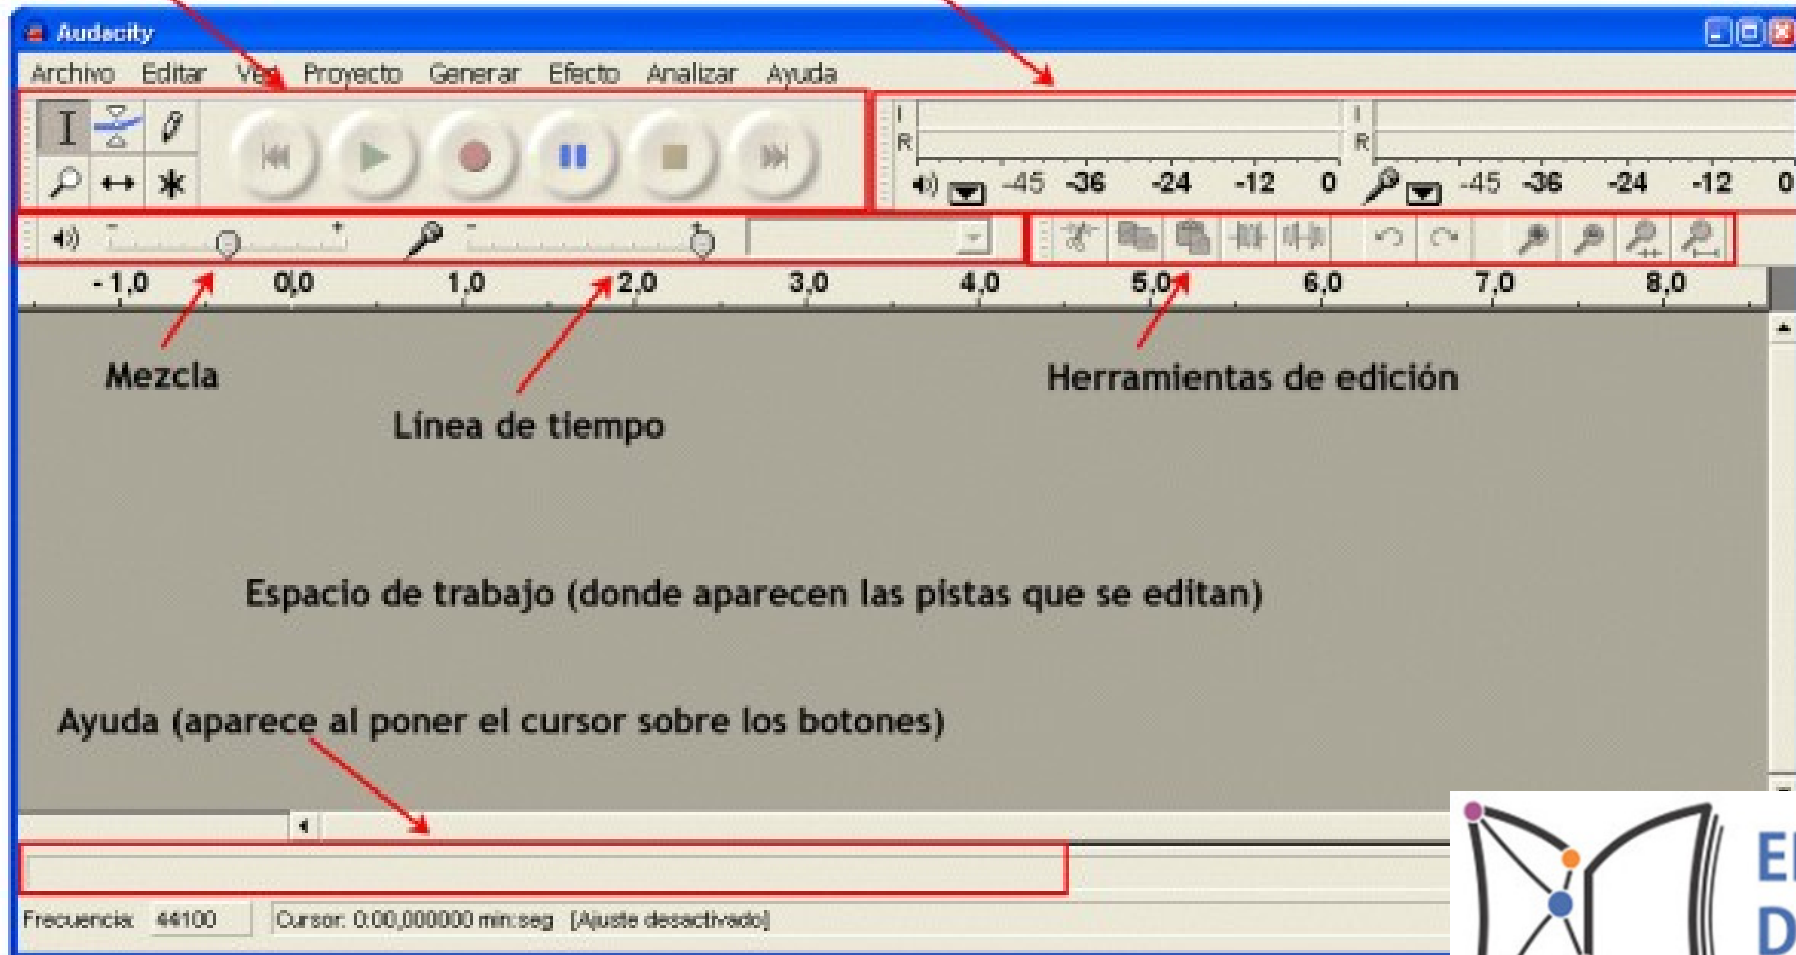 Audacity
Archivo Editar Ver Proyecto Generar Efecto Analizar Ayuda
I I
R R
-45 -36 -24 -12 0 -45 -36 -24 -12 0
- + - +
-1,0 0,0 1,0 2,0 3,0 4,0 5,0 6,0 7,0 8,0
Mezcla
Herramientas de edición
Línea de tiempo
Espacio de trabajo (donde aparecen las pistas que se editan)
Ayuda (aparece al poner el cursor sobre los botones)
Frecuencia: 44100 Cursor: 0:00,000000 min:seg [Ajuste desactivado]